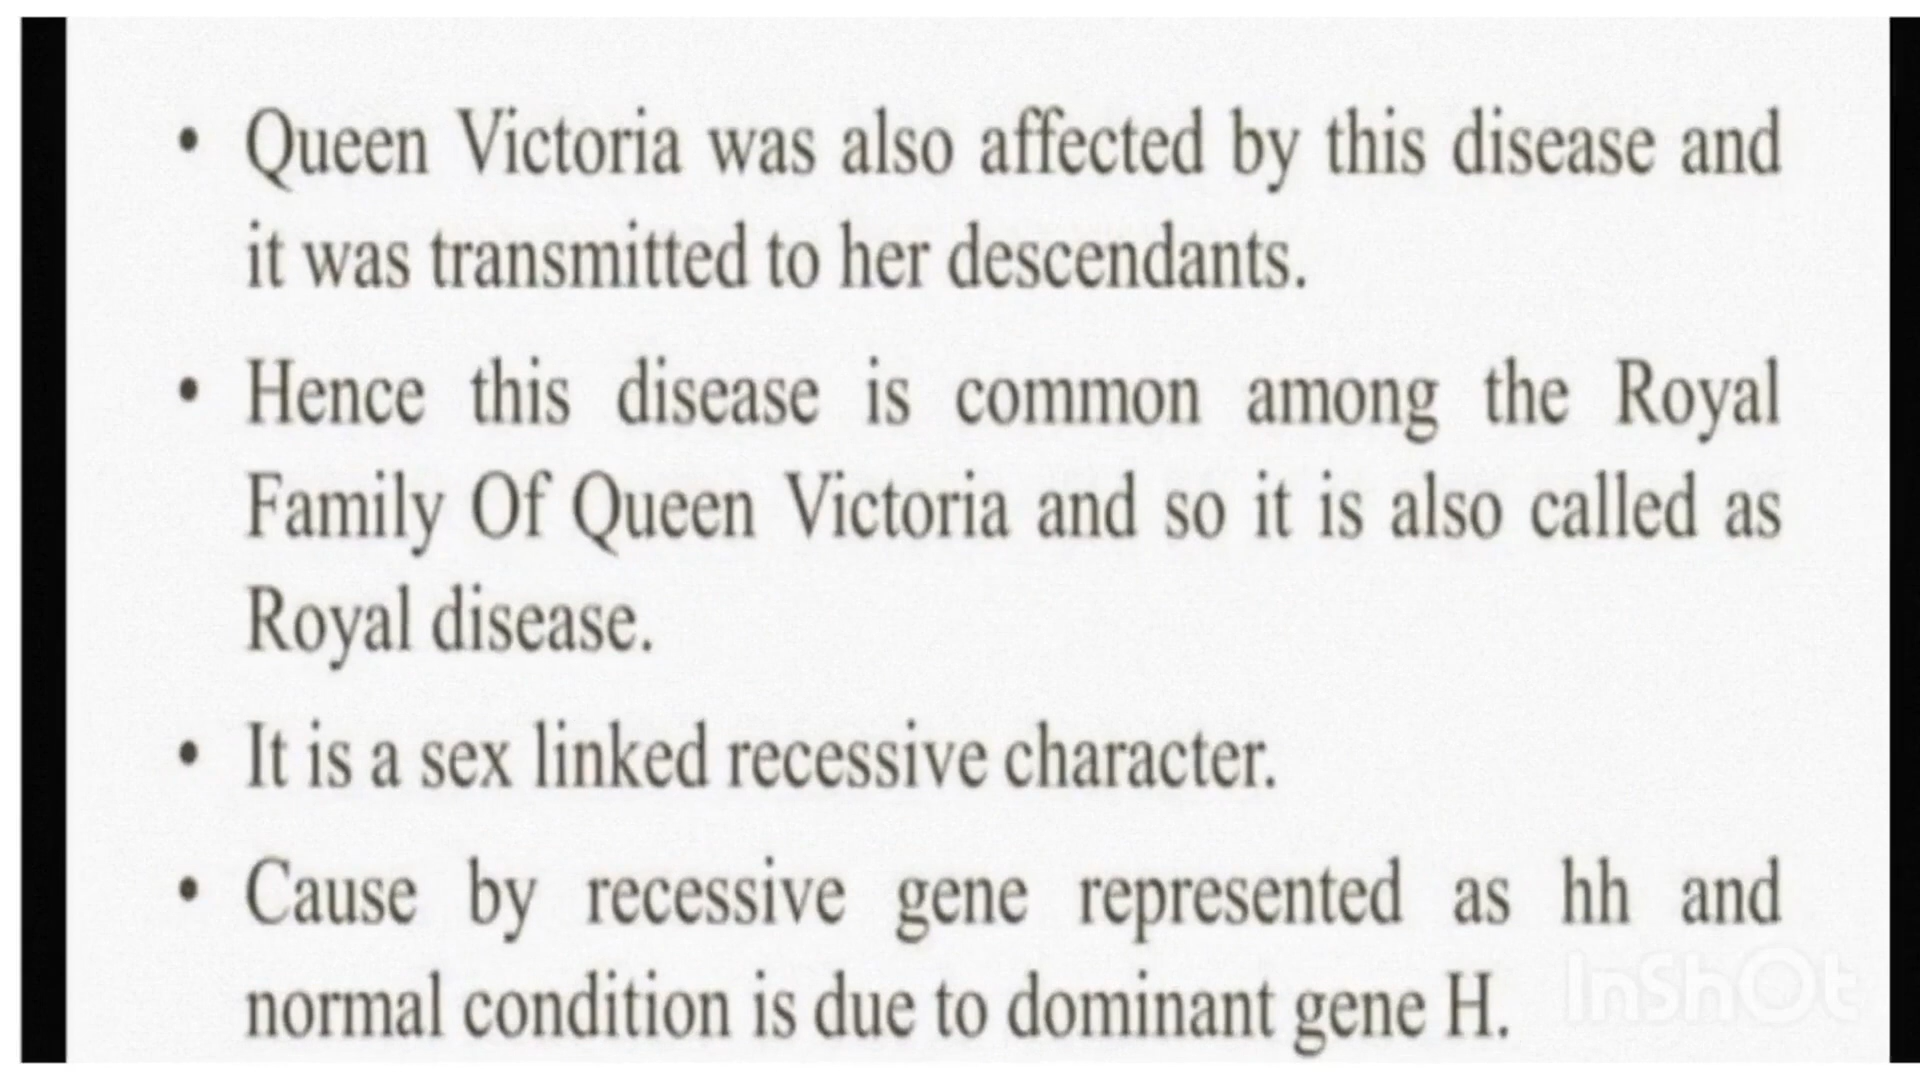 • Queen Victoria was also affected by this disease and
it was transmitted to her descendants.
• Hence this disease is common among the Royal
Family Of Queen Victoria and so it is also called as
Royal disease.
• It is a sex linked recessive character.
• Cause by recessive gene represented as hh and
normal condition is due to dominant gene H.
InShOt